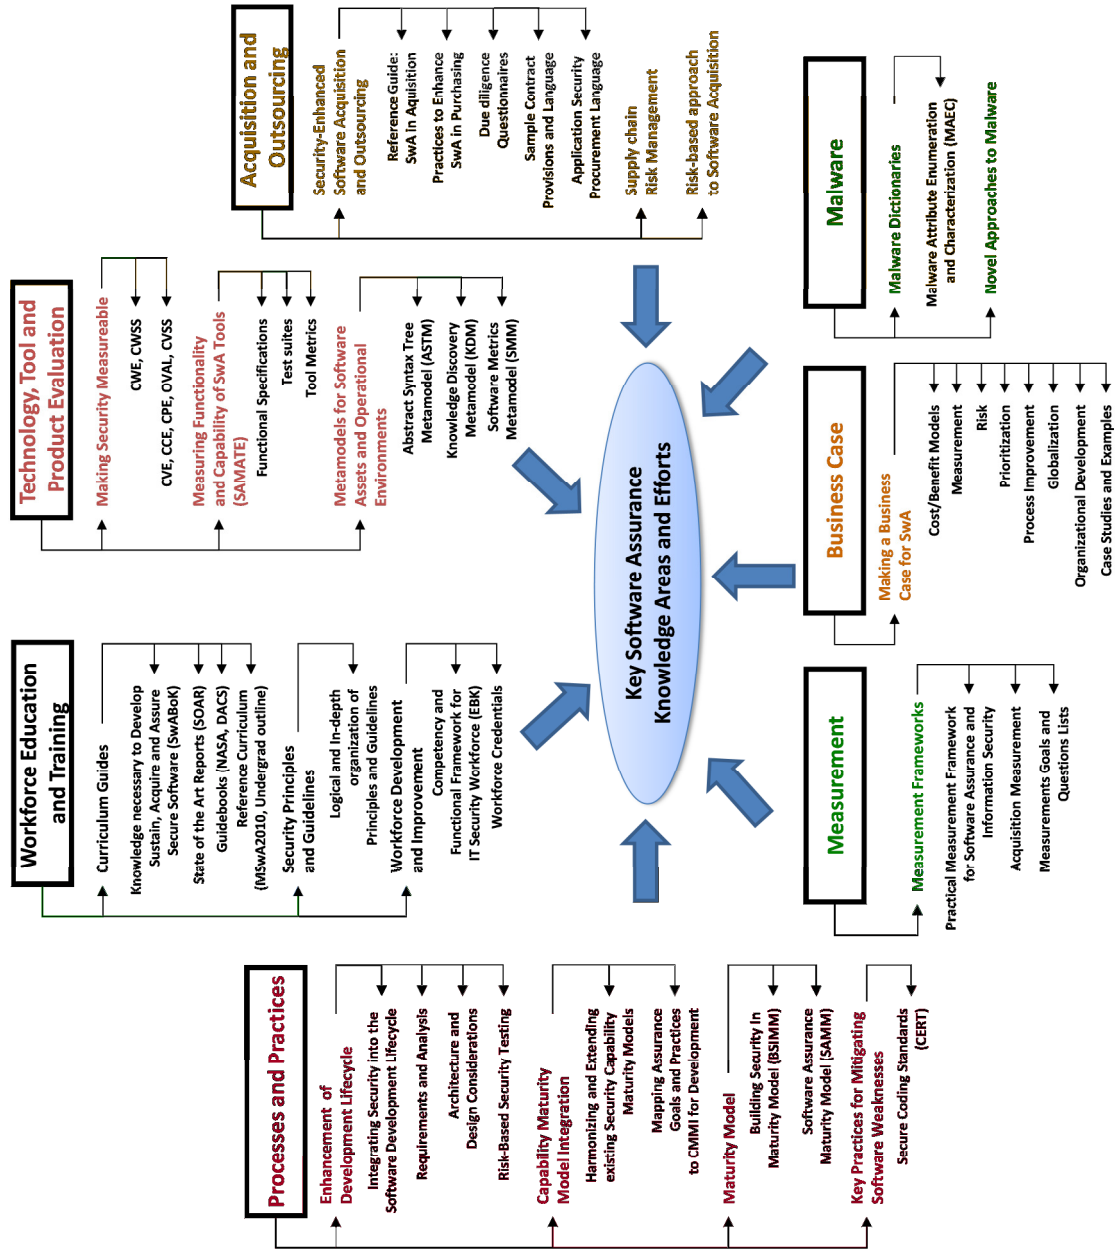 Processes and Practices
Enhancement of
Development Lifecycle
Integrating Security into the
Software Development Lifecycle
Requirements and Analysis
Architecture and
Design Considerations
Risk-Based Security Testing
Capability Maturity
Model Integration
Harmonizing and Extending
existing Security Capability
Maturity Models
Mapping Assurance
Goals and Practices
to CMMI for Development
Maturity Model
Building Security In
Maturity Model (BSIMM)
Software Assurance
Maturity Model (SAMM)
Key Practices for Mitigating
Software Weaknesses
Secure Coding Standards
(CERT)
Workforce Education
and Training
Curriculum Guides
Knowledge necessary to Develop
Sustain, Acquire and Assure
Secure Software (SwABoK)
State of the Art Reports (SOAR)
Guidebooks (NASA, DACS)
Reference Curriculum
(MSwA2010, Undergrad outline)
Security Principles
and Guidelines
Logical and In-depth
organization of
Principles and Guidelines
Workforce Development
and Improvement
Competency and
Functional Framework for
IT Security Workforce (EBK)
Workforce Credentials
Technology, Tool and
Product Evaluation
Making Security Measureable
CWE, CWSS
CVE, CCE, CPE, OVAL, CVSS
Measuring Functionality
and Capability of SwA Tools
(SAMATE)
Functional Specifications
Test suites
Tool Metrics
Metamodels for Software
Assets and Operational
Environments
Abstract Syntax Tree
Metamodel (ASTM)
Knowledge Discovery
Metamodel (KDM)
Software Metrics
Metamodel (SMM)
Acquisition and
Outsourcing
Security-Enhanced
Software Acquisition
and Outsourcing
Reference Guide:
SwA in Aquisition
Practices to Enhance
SwA in Purchasing
Due diligence
Questionnaires
Sample Contract
Provisions and Language
Application Security
Procurement Language
Supply chain
Risk Management
Risk-based approach
to Software Acquisition
Key Software Assurance
Knowledge Areas and Efforts
Measurement
Measurement Frameworks
Practical Measurement Framework
for Software Assurance and
Information Security
Acquisition Measurement
Measurements Goals and
Questions Lists
Business Case
Making a Business
Case for SwA
Cost/Benefit Models
Measurement
Risk
Prioritization
Process Improvement
Globalization
Organizational Development
Case Studies and Examples
Malware
Malware Dictionaries
Malware Attribute Enumeration
and Characterization (MAEC)
Novel Approaches to Malware